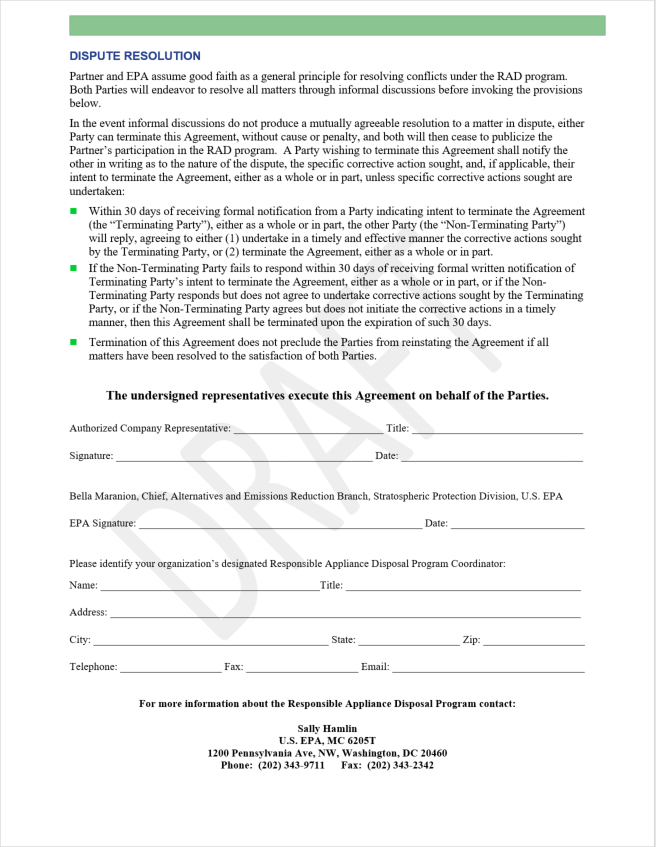 DISPUTE RESOLUTION
Partner and EPA assume good faith as a general principle for resolving conflicts under the RAD program.
Both Parties will endeavor to resolve all matters through informal discussions before invoking the provisions
below.
In the event informal discussions do not produce a mutually agreeable resolution to a matter in dispute, either
Party can terminate this Agreement, without cause or penalty, and both will then cease to publicize the
Partner’s participation in the RAD program.  A Party wishing to terminate this Agreement shall notify the
other in writing as to the nature of the dispute, the specific corrective action sought, and, if applicable, their
intent to terminate the Agreement, either as a whole or in part, unless specific corrective actions sought are
undertaken:
Within 30 days of receiving formal notification from a Party indicating intent to terminate the Agreement
(the “Terminating Party”), either as a whole or in part, the other Party (the “Non-Terminating Party”)
will reply, agreeing to either (1) undertake in a timely and effective manner the corrective actions sought
by the Terminating Party, or (2) terminate the Agreement, either as a whole or in part.
If the Non-Terminating Party fails to respond within 30 days of receiving formal written notification of
Terminating Party’s intent to terminate the Agreement, either as a whole or in part, or if the Non-
Terminating Party responds but does not agree to undertake corrective actions sought by the Terminating
Party, or if the Non-Terminating Party agrees but does not initiate the corrective actions in a timely
manner, then this Agreement shall be terminated upon the expiration of such 30 days.
Termination of this Agreement does not preclude the Parties from reinstating the Agreement if all
matters have been resolved to the satisfaction of both Parties.
DRAFT
The undersigned representatives execute this Agreement on behalf of the Parties.
Authorized Company Representative: Title:
Signature: Date:
Bella Maranion, Chief, Alternatives and Emissions Reduction Branch, Stratospheric Protection Division, U.S. EPA
EPA Signature: Date:
Please identify your organization’s designated Responsible Appliance Disposal Program Coordinator:
Name: Title:
Address:
City: State: Zip:
Telephone: Fax: Email:
For more information about the Responsible Appliance Disposal Program contact:
Sally Hamlin
U.S. EPA, MC 6205T
1200 Pennsylvania Ave, NW, Washington, DC 20460
Phone:  (202) 343-9711 Fax:  (202) 343-2342